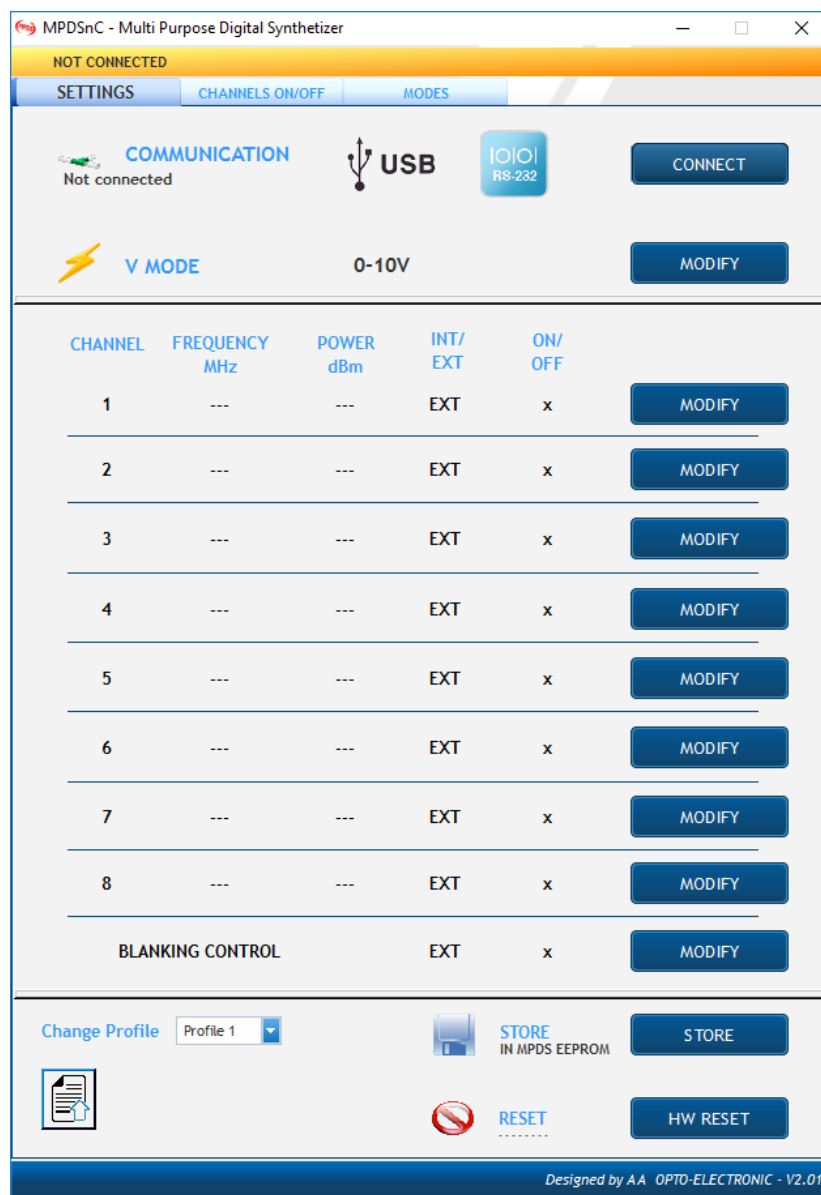 MPDSnC - Multi Purpose Digital Synthetizer
NOT CONNECTED
SETTINGS CHANNELS ON/OFF MODES
COMMUNICATION
Not connected
USB
IOIOI
RS-232
CONNECT
V MODE 0-10V MODIFY
CHANNEL FREQUENCY MHz POWER dBm INT/ EXT ON/ OFF
1 --- --- EXT x MODIFY
2 --- --- EXT x MODIFY
3 --- --- EXT x MODIFY
4 --- --- EXT x MODIFY
5 --- --- EXT x MODIFY
6 --- --- EXT x MODIFY
7 --- --- EXT x MODIFY
8 --- --- EXT x MODIFY
BLANKING CONTROL EXT x MODIFY
Change Profile Profile 1
STORE
IN MPDS EEPROM
STORE
RESET
HW RESET
Designed by AA OPTO-ELECTRONIC - V2.01